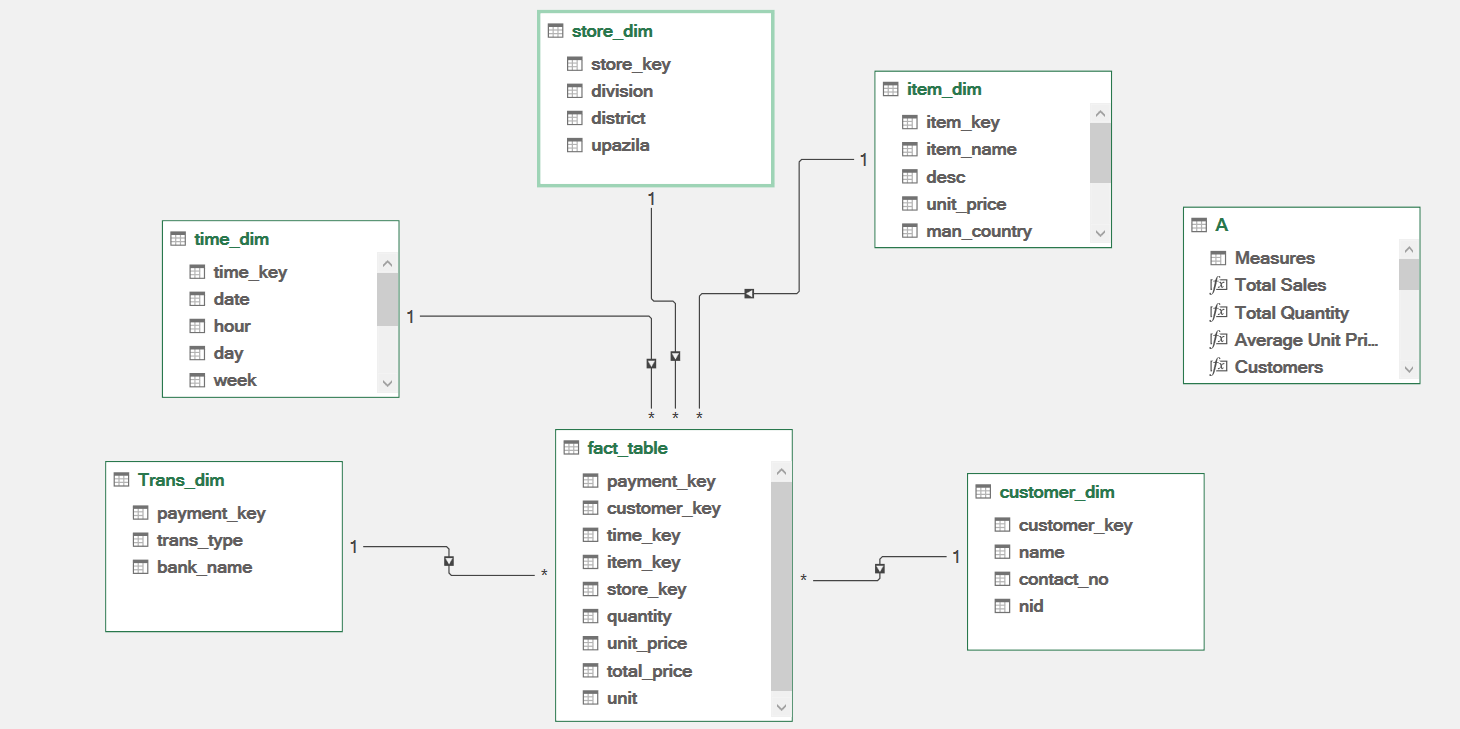 store_dim
store_key
division
district
upazila
1
item_dim
item_key
item_name
desc
unit_price
man_country
1
A
Measures
Total Sales
Total Quantity
Average Unit Pri...
Customers
time_dim
time_key
date
hour
day
week
1
* * *
fact_table
payment_key
customer_key
time_key
item_key
store_key
quantity
unit_price
total_price
unit
Trans_dim
payment_key
trans_type
bank_name
1
*
customer_dim
customer_key
name
contact_no
nid
1
*